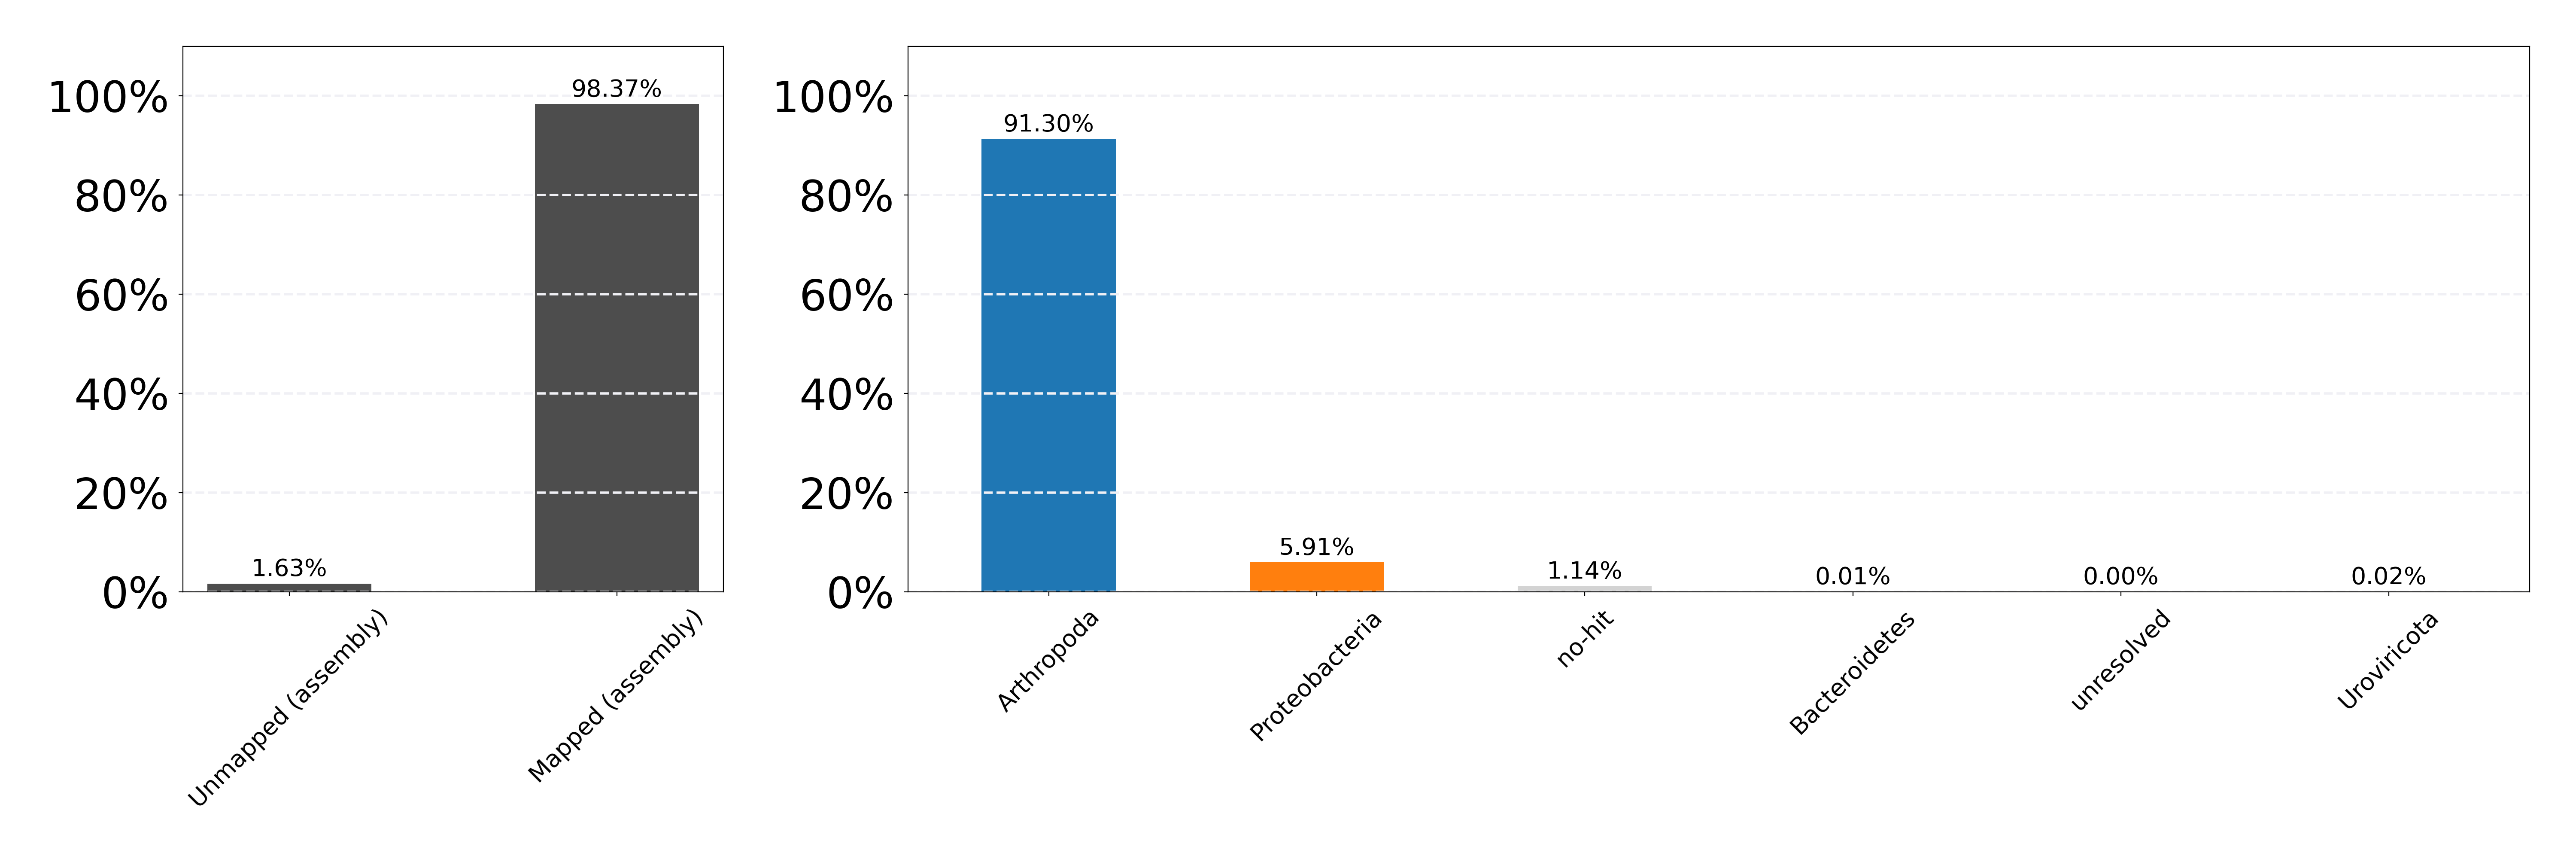 100%
80%
60%
40%
20%
0%
1.63%
98.37%
Unmapped (assembly)
Mapped (assembly)
100%
80%
60%
40%
20%
0%
91.30%
5.91%
1.14%
0.01%
0.00%
0.02%
Arthropoda
Proteobacteria
no-hit
Bacteroidetes
unresolved
Uroviricota